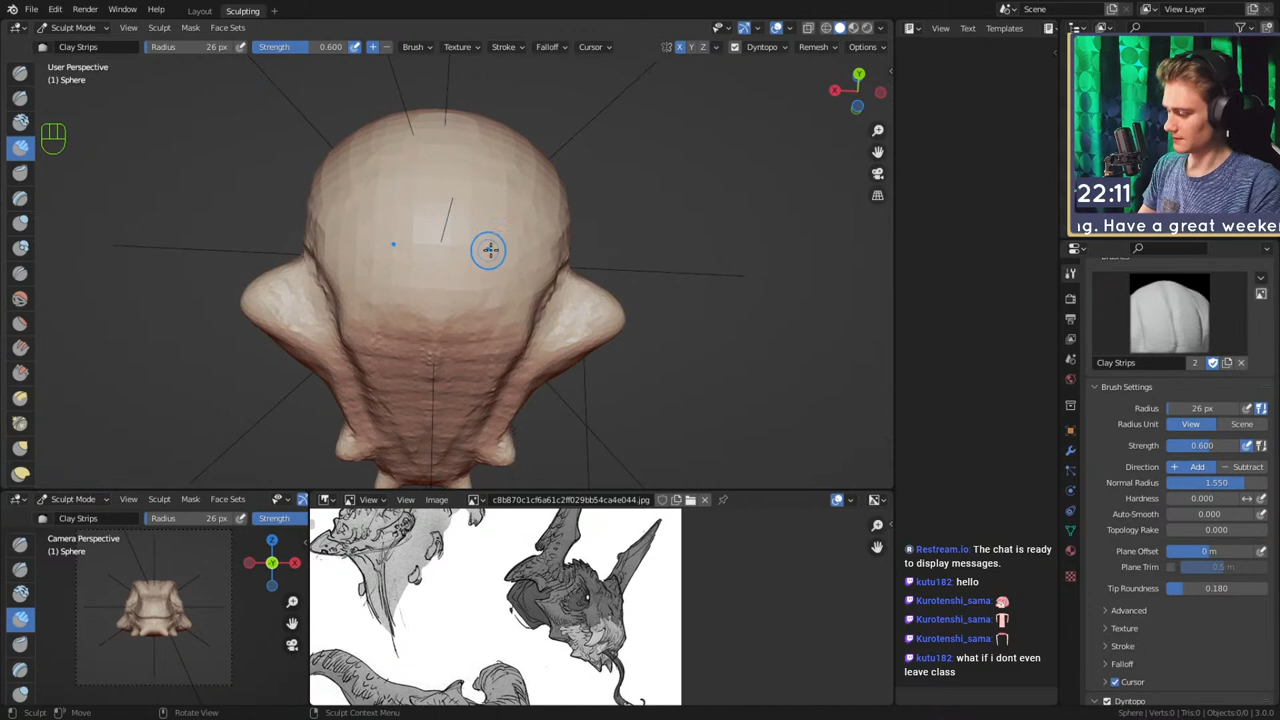 File Edit Render Window Help Layout Sculpting + Scene View Layer
Sculpt Mode View Sculpt Mask Face Sets
View Text Templates
Clay Strips Radius 26 px Strength 0.600 Brush Texture Stroke Falloff Cursor X Y Z Dyntopo Remesh Options
User Perspective
(1) Sphere
Y
X
22:11
ng. Have a great weeke
Clay Strips 2
Brush Settings
Radius 26 px
Radius Unit View Scene
Strength 0.600
Direction + Add − Subtract
Normal Radius 1.550
Hardness 0.000
Auto-Smooth 0.000
Topology Rake 0.000
Plane Offset 0 m
Plane Trim 0.5 m
Tip Roundness 0.180
Advanced
Texture
Stroke
Falloff
Cursor
Dyntopo
Sculpt Mode View Sculpt Mask Face Sets
Clay Strips Radius 26 px Strength
Camera Perspective
(1) Sphere
Z
Y
X
View View Image c8b870c1cf6a61c2ff029bb54ca4e044.jpg
Restream.io: The chat is ready
to display messages.
kutu182: hello
Kurotenshi_sama:
Kurotenshi_sama:
Kurotenshi_sama:
kutu182: what if i dont even
leave class
Sculpt Move Rotate View Sculpt Context Menu
Sphere | Verts:0 | Tris:0 | Objects:0/0 | 3.0.0